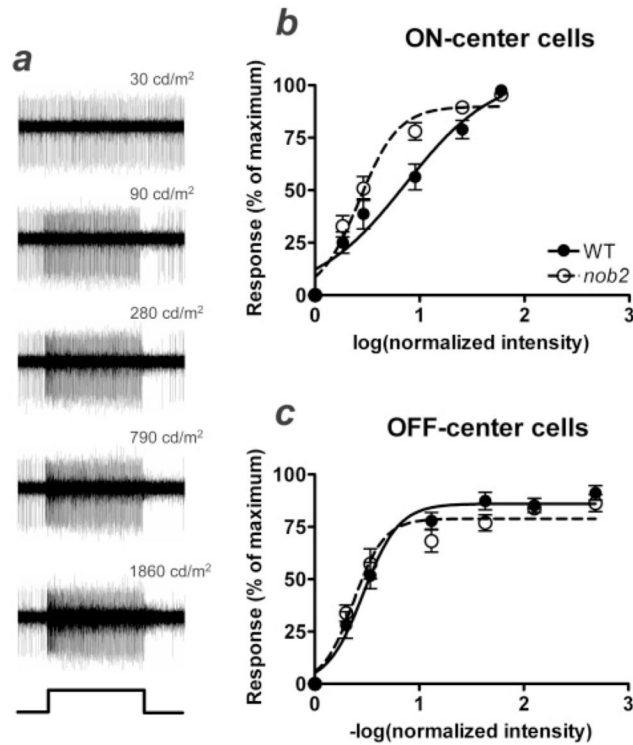 a
30 cd/m²
90 cd/m²
280 cd/m²
790 cd/m²
1860 cd/m²
b
ON-center cells
Response (% of maximum)
100
75
50
25
0
0
1
2
3
log(normalized intensity)
WT
nob2
c
OFF-center cells
Response (% of maximum)
100
75
50
25
0
0
1
2
3
-log(normalized intensity)